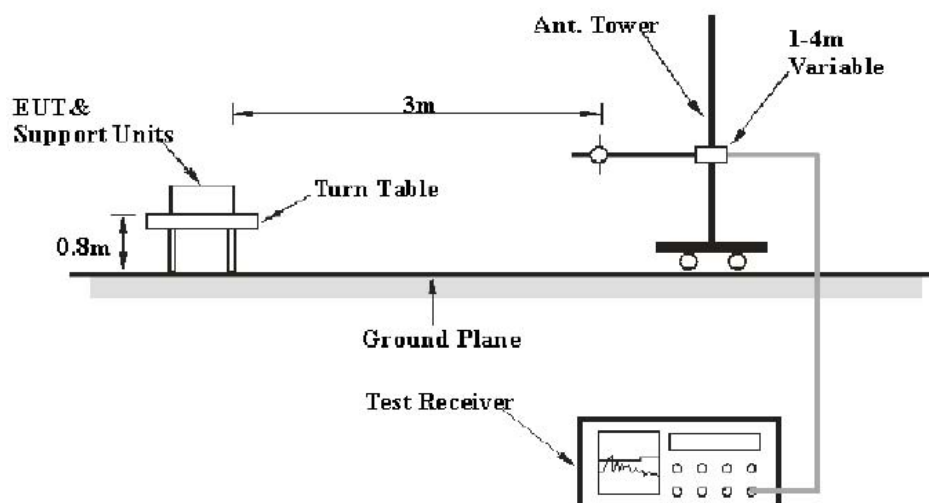 Ant. Tower
1-4m
Variable
3m
EUT&
Support Units
Turn Table
0.8m
Ground Plane
Test Receiver